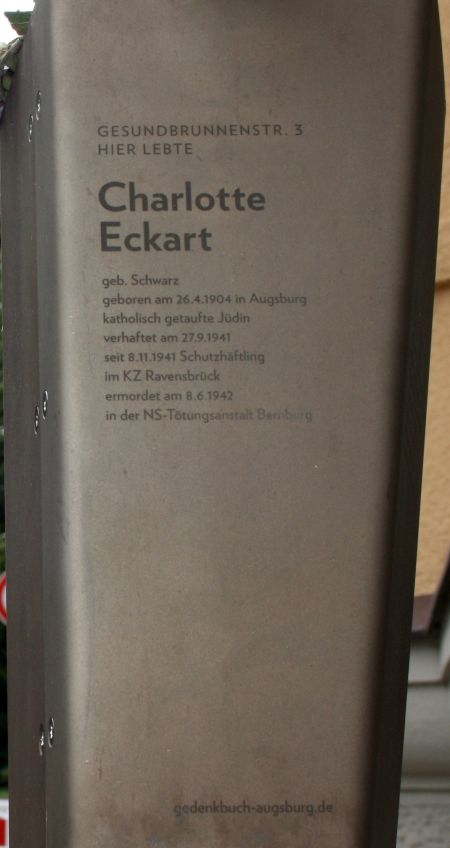 GESUNDBRUNNENSTR. 3
HIER LEBTE
Charlotte
Eckart
geb. Schwarz
geboren am 26.4.1904 in Augsburg
katholisch getaufte Jüdin
verhaftet am 27.9.1941
seit 8.11.1941 Schutzhäftling
im KZ Ravensbrück
ermordet am 8.6.1942
in der NS-Tötungsanstalt Bernburg
gedenkbuch-augsburg.de